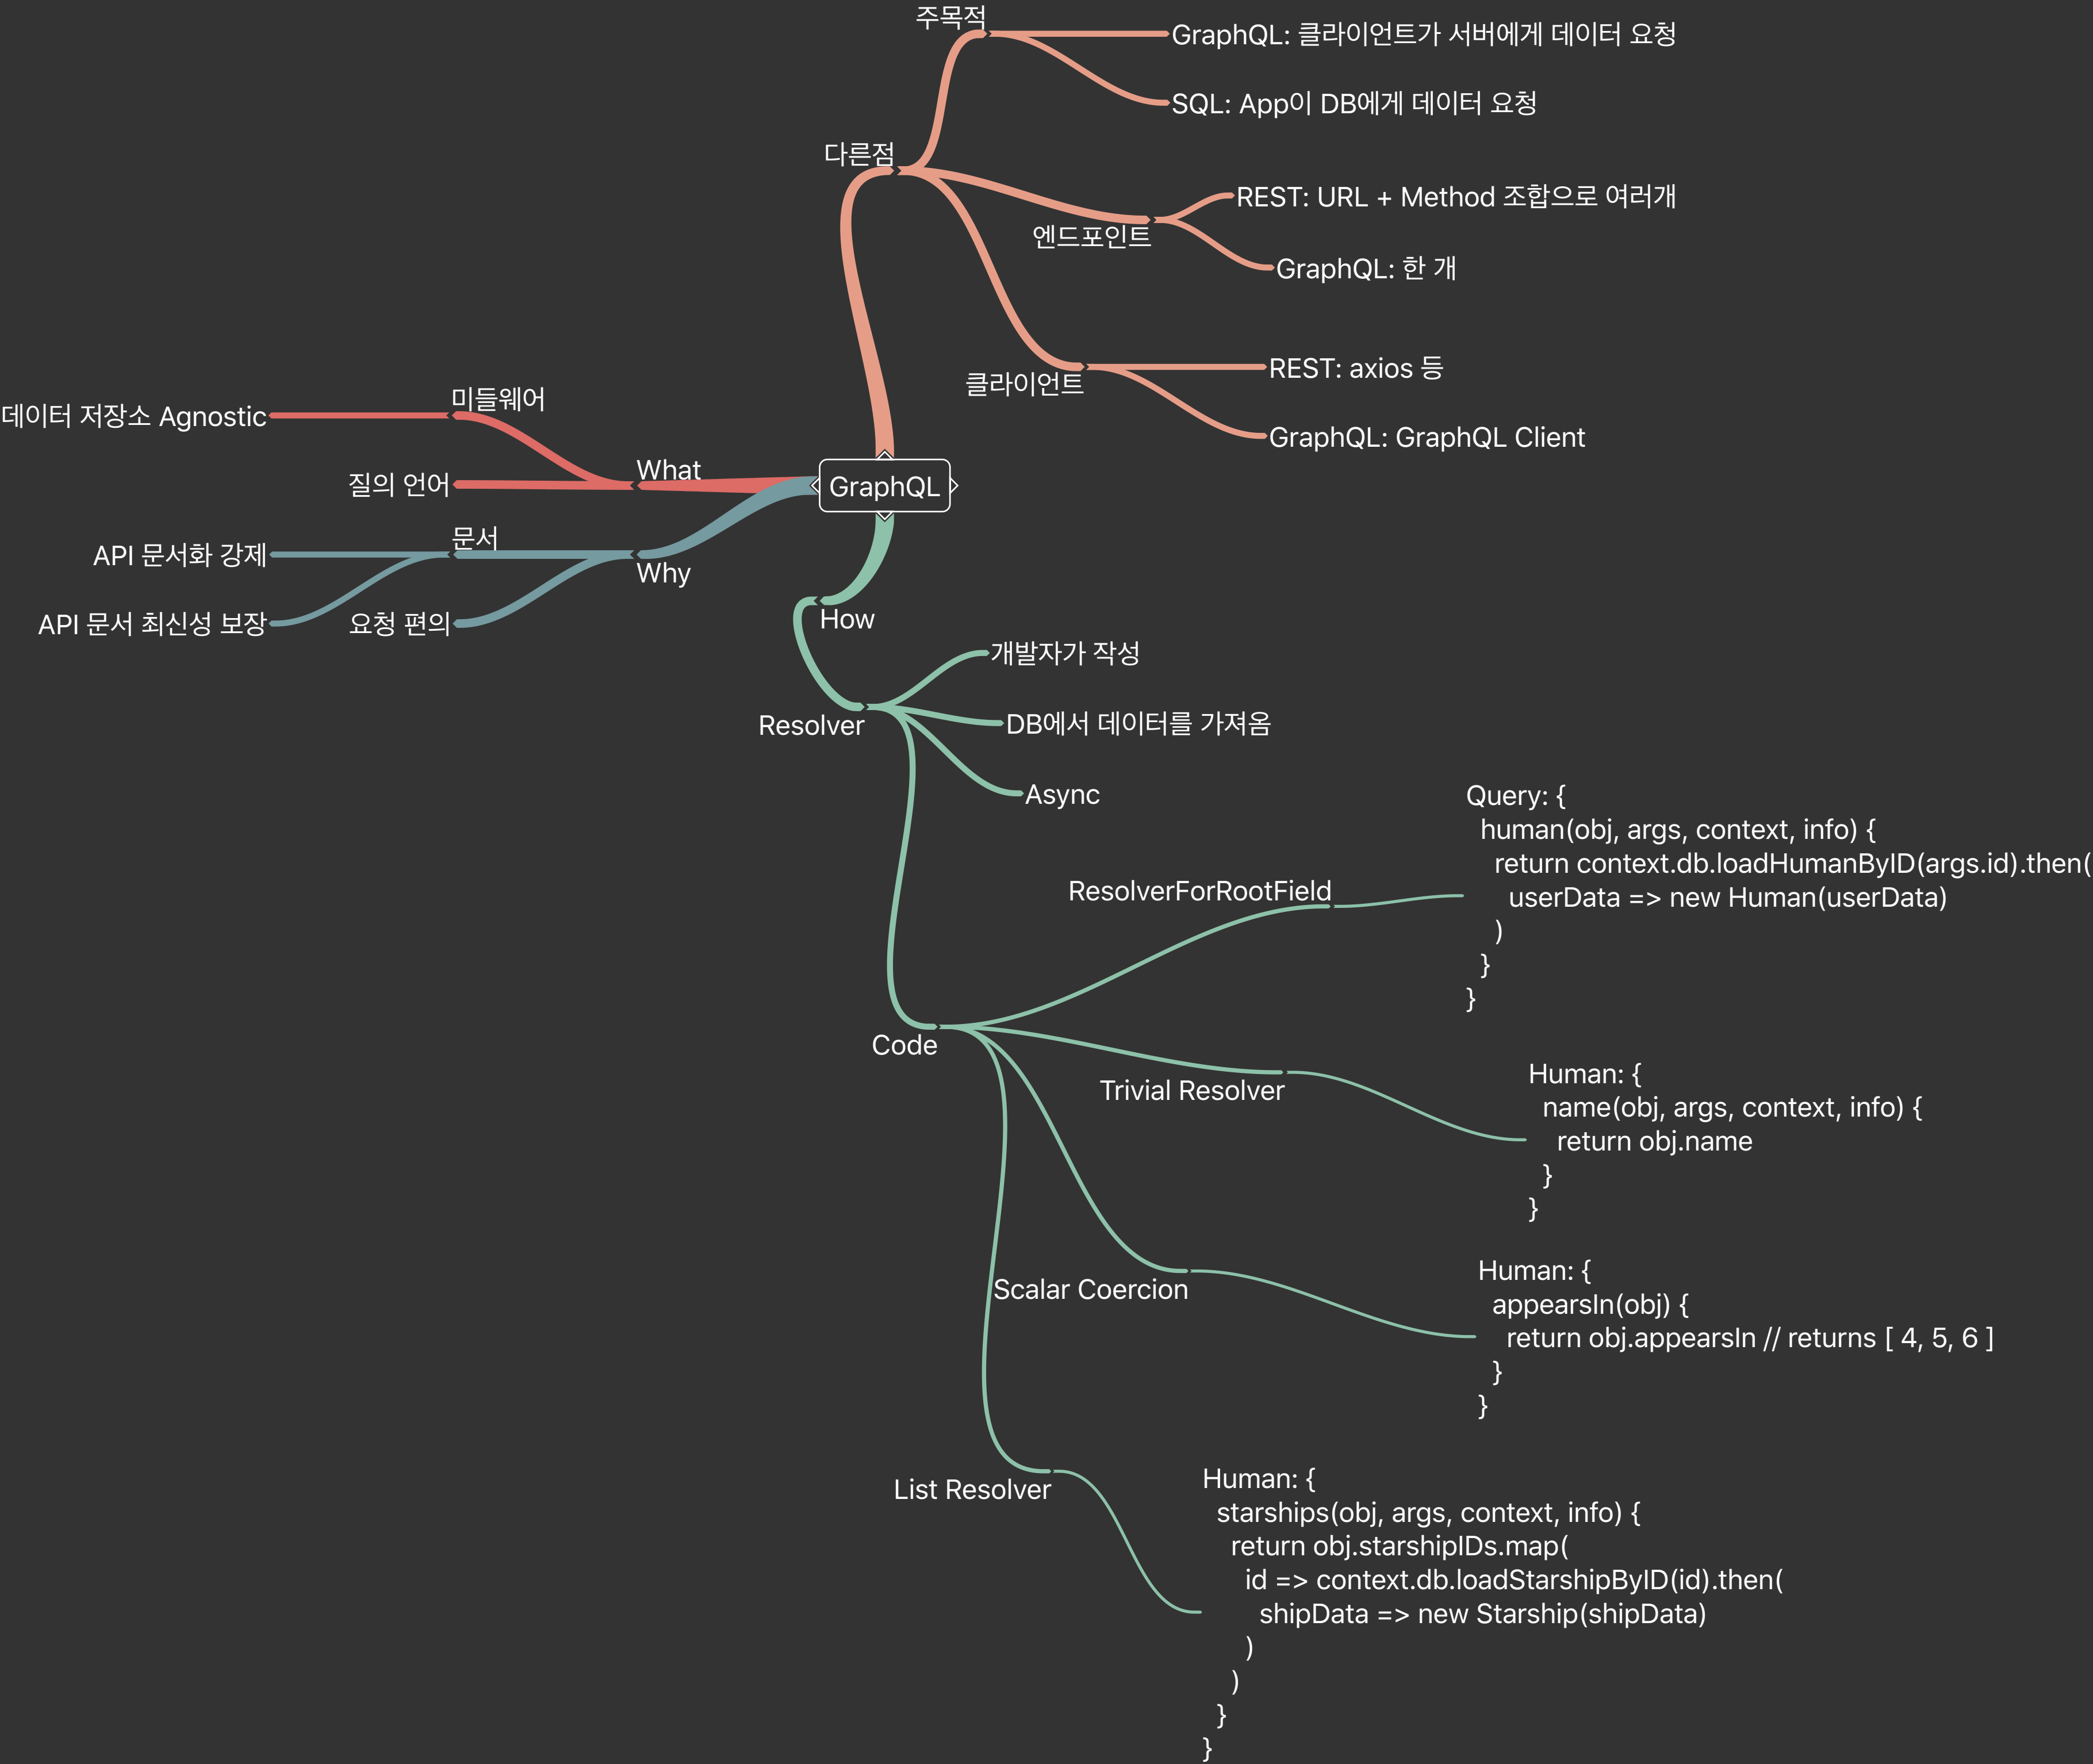 주목적
GraphQL: 클라이언트가 서버에게 데이터 요청
SQL: App이 DB에게 데이터 요청
다른점
REST: URL + Method 조합으로 여러개
엔드포인트
GraphQL: 한 개
REST: axios 등
클라이언트
GraphQL: GraphQL Client
미들웨어
데이터 저장소 Agnostic
What
질의 언어
GraphQL
문서
API 문서화 강제
Why
API 문서 최신성 보장
요청 편의
How
개발자가 작성
Resolver
DB에서 데이터를 가져옴
Async
ResolverForRootField
Query: {
human(obj, args, context, info) {
return context.db.loadHumanByID(args.id).then(
userData => new Human(userData)
)
}
}
Code
Trivial Resolver
Human: {
name(obj, args, context, info) {
return obj.name
}
}
Scalar Coercion
Human: {
appearsIn(obj) {
return obj.appearsIn // returns [ 4, 5, 6 ]
}
}
List Resolver
Human: {
starships(obj, args, context, info) {
return obj.starshipIDs.map(
id => context.db.loadStarshipByID(id).then(
shipData => new Starship(shipData)
)
)
}
}